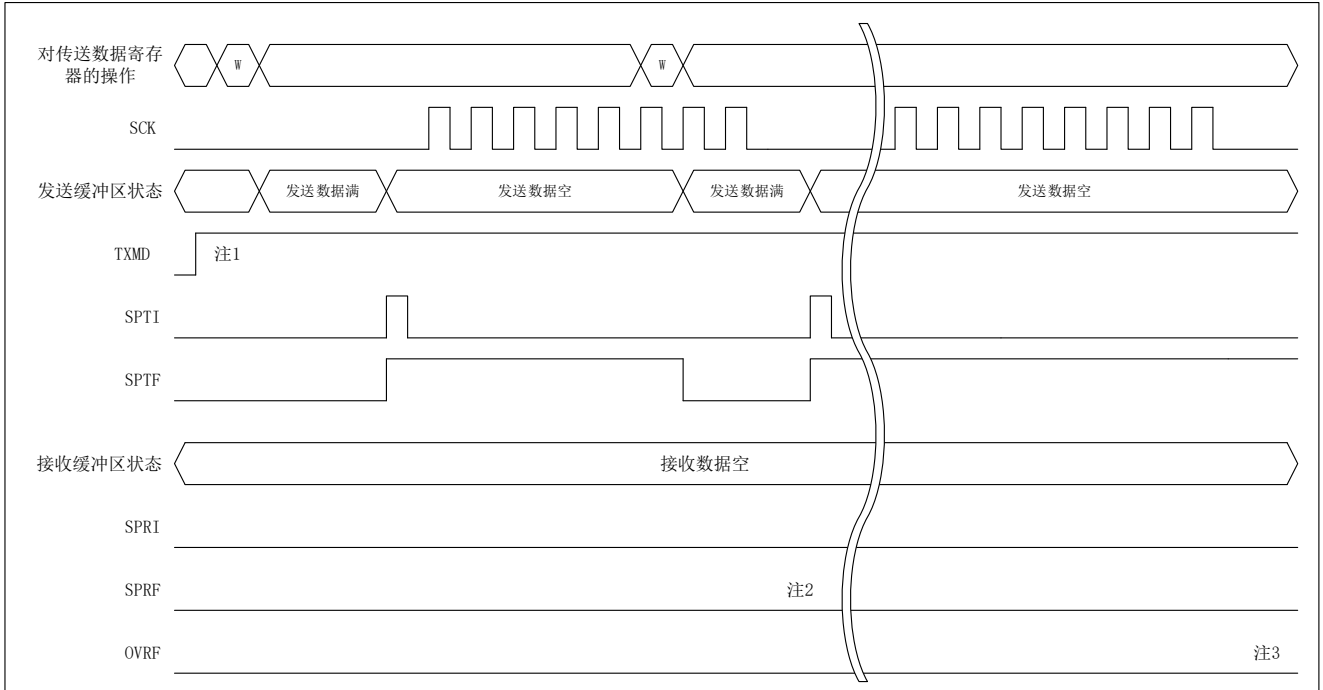 对传送数据寄存
器的操作
W
W
SCK
发送缓冲区状态
发送数据满
发送数据空
发送数据满
发送数据空
TXMD
注1
SPTI
SPTF
接收缓冲区状态
接收数据空
SPRI
SPRF
注2
OVRF
注3